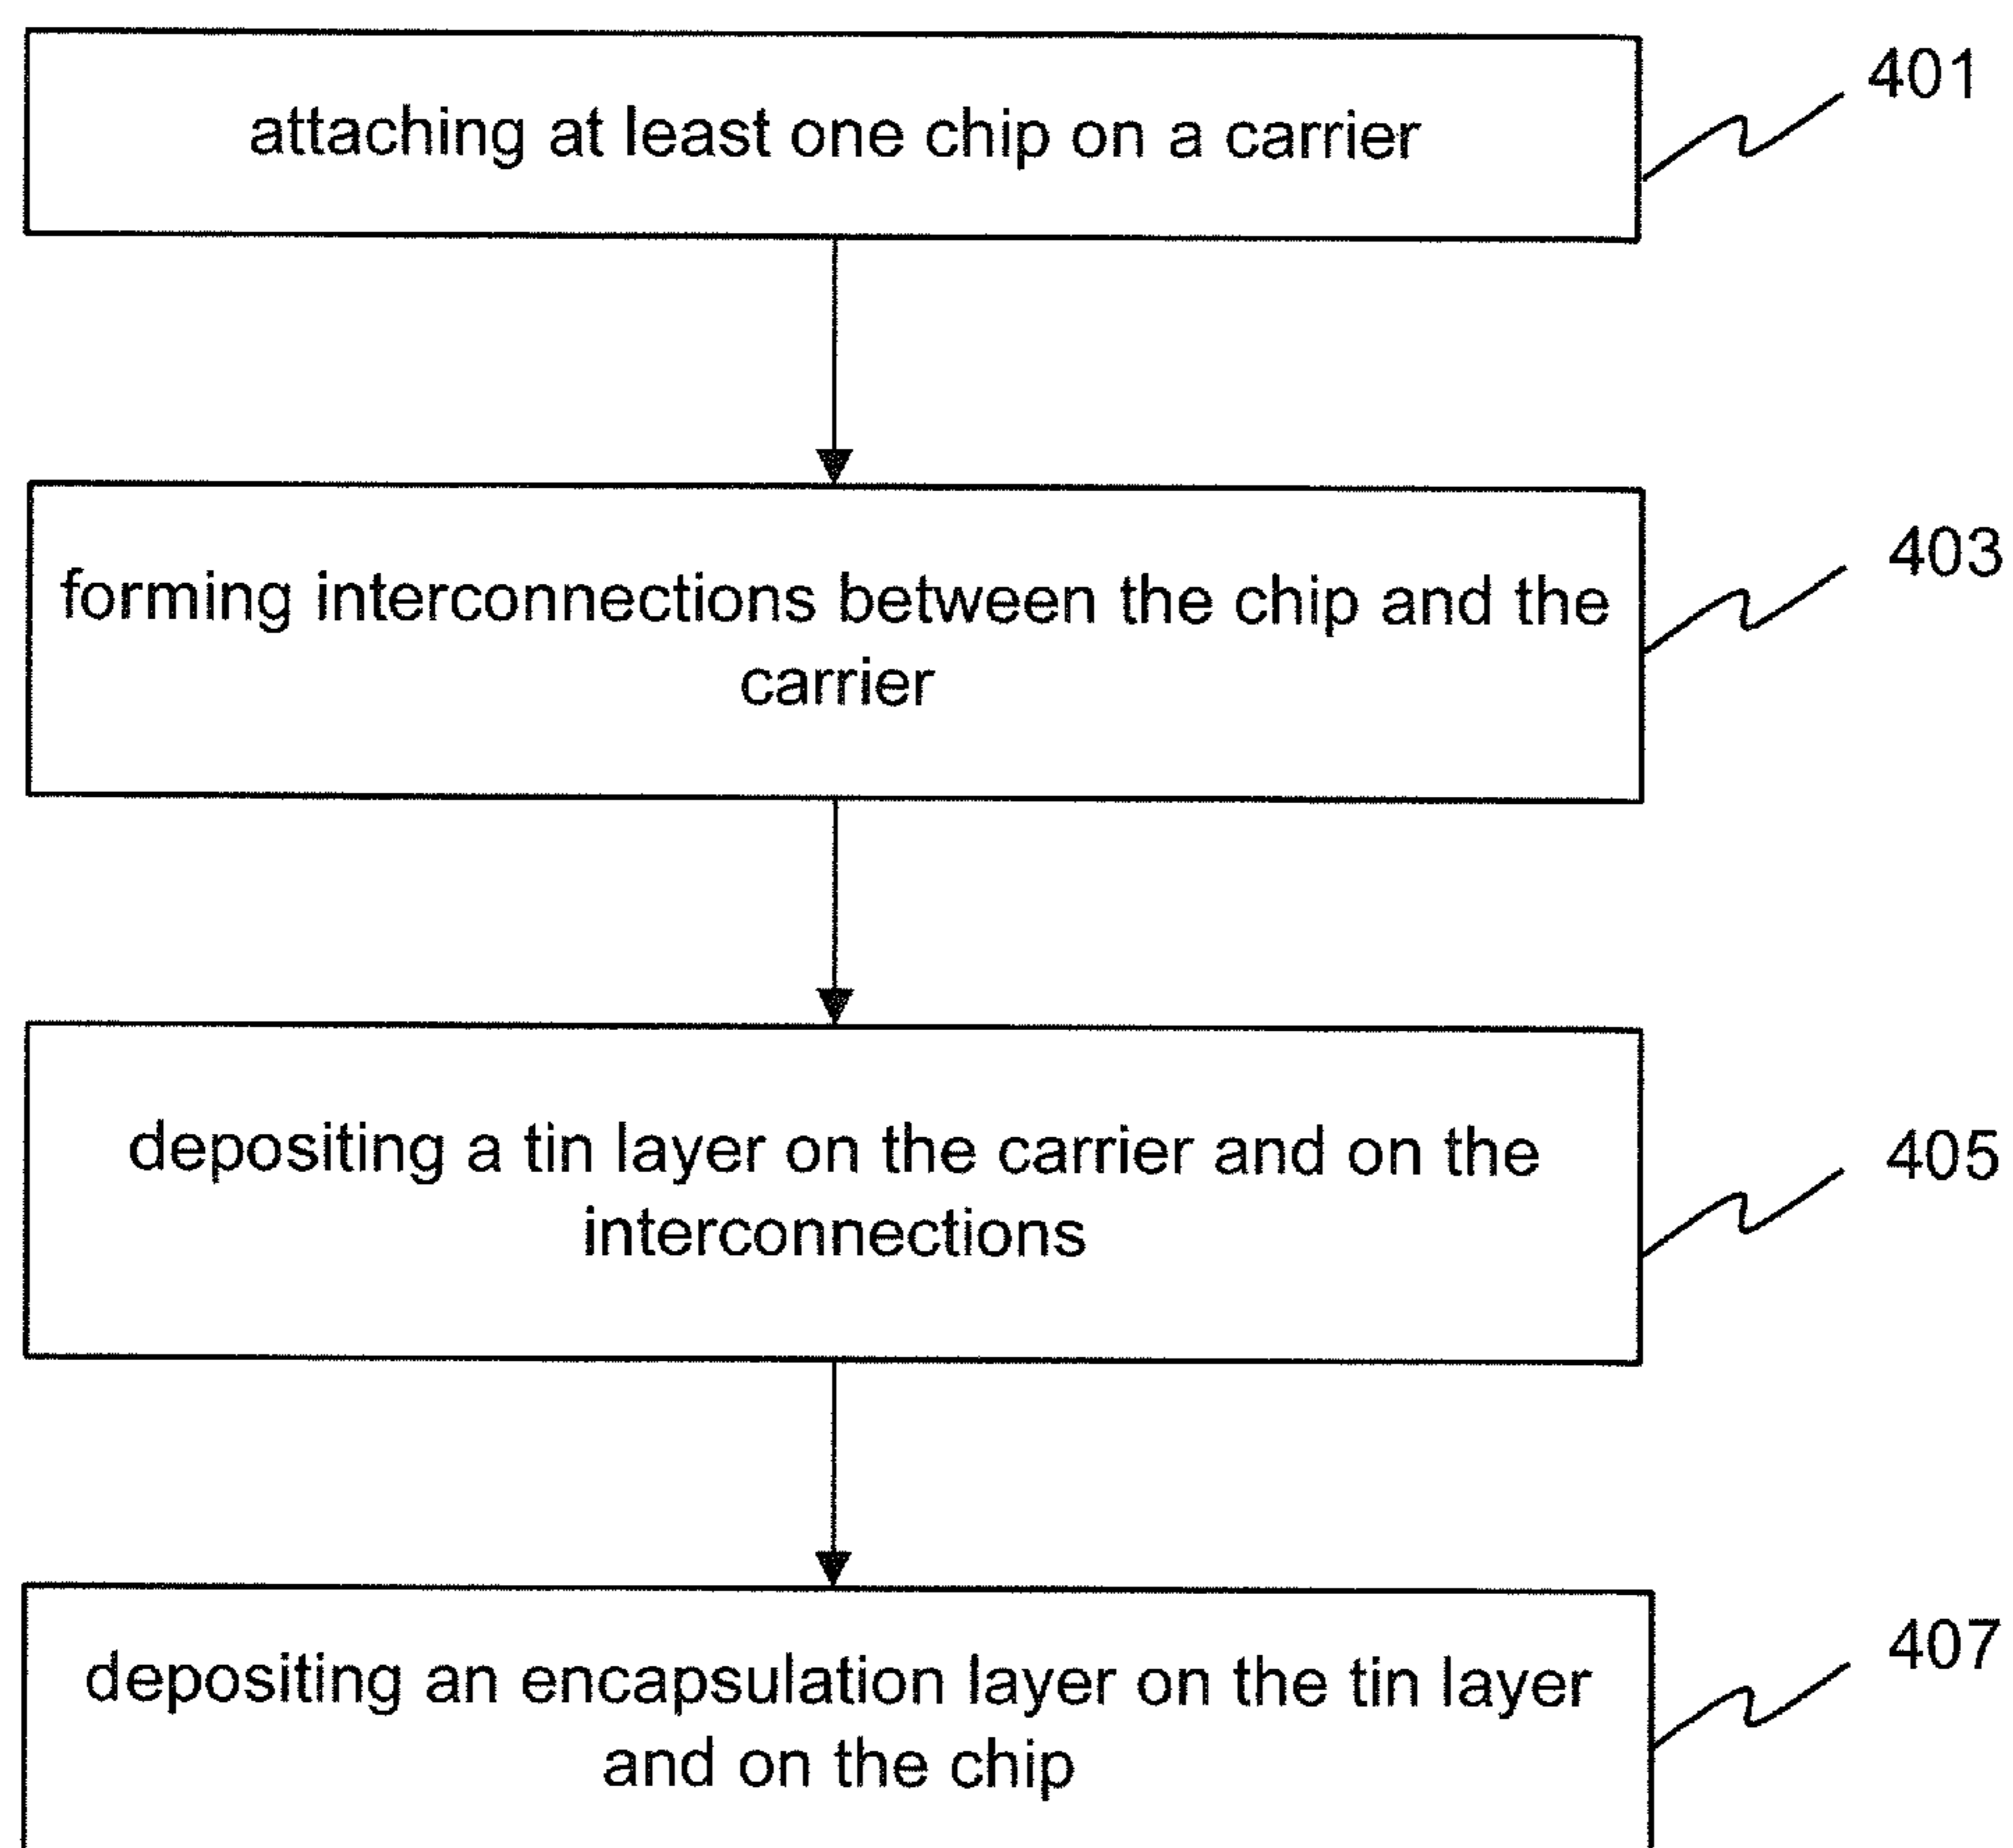 attaching at least one chip on a carrier
401
forming interconnections between the chip and the
carrier
403
depositing a tin layer on the carrier and on the
interconnections
405
depositing an encapsulation layer on the tin layer
and on the chip
407